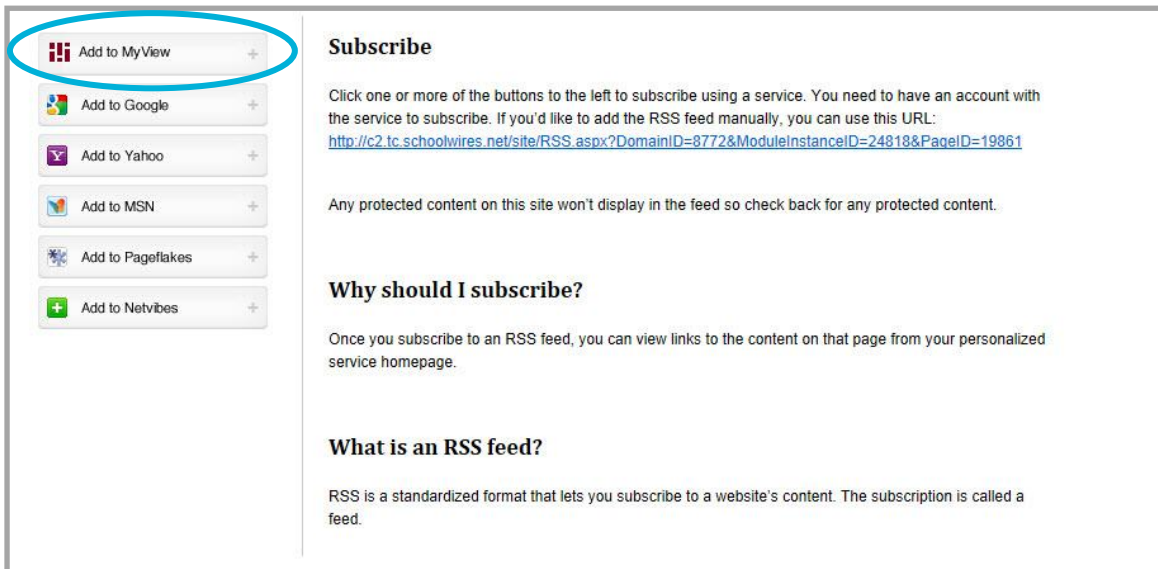 Add to MyView
Add to Google
Add to Yahoo
Add to MSN
Add to Pageflakes
Add to Netvibes
Subscribe
Click one or more of the buttons to the left to subscribe using a service. You need to have an account with
the service to subscribe. If you'd like to add the RSS feed manually, you can use this URL:
http://c2.tc.schoolwires.net/site/RSS.aspx?DomainID=8772&ModuleInstanceID=24818&PageID=19861
Any protected content on this site won't display in the feed so check back for any protected content.
Why should I subscribe?
Once you subscribe to an RSS feed, you can view links to the content on that page from your personalized
service homepage.
What is an RSS feed?
RSS is a standardized format that lets you subscribe to a website's content. The subscription is called a
feed.